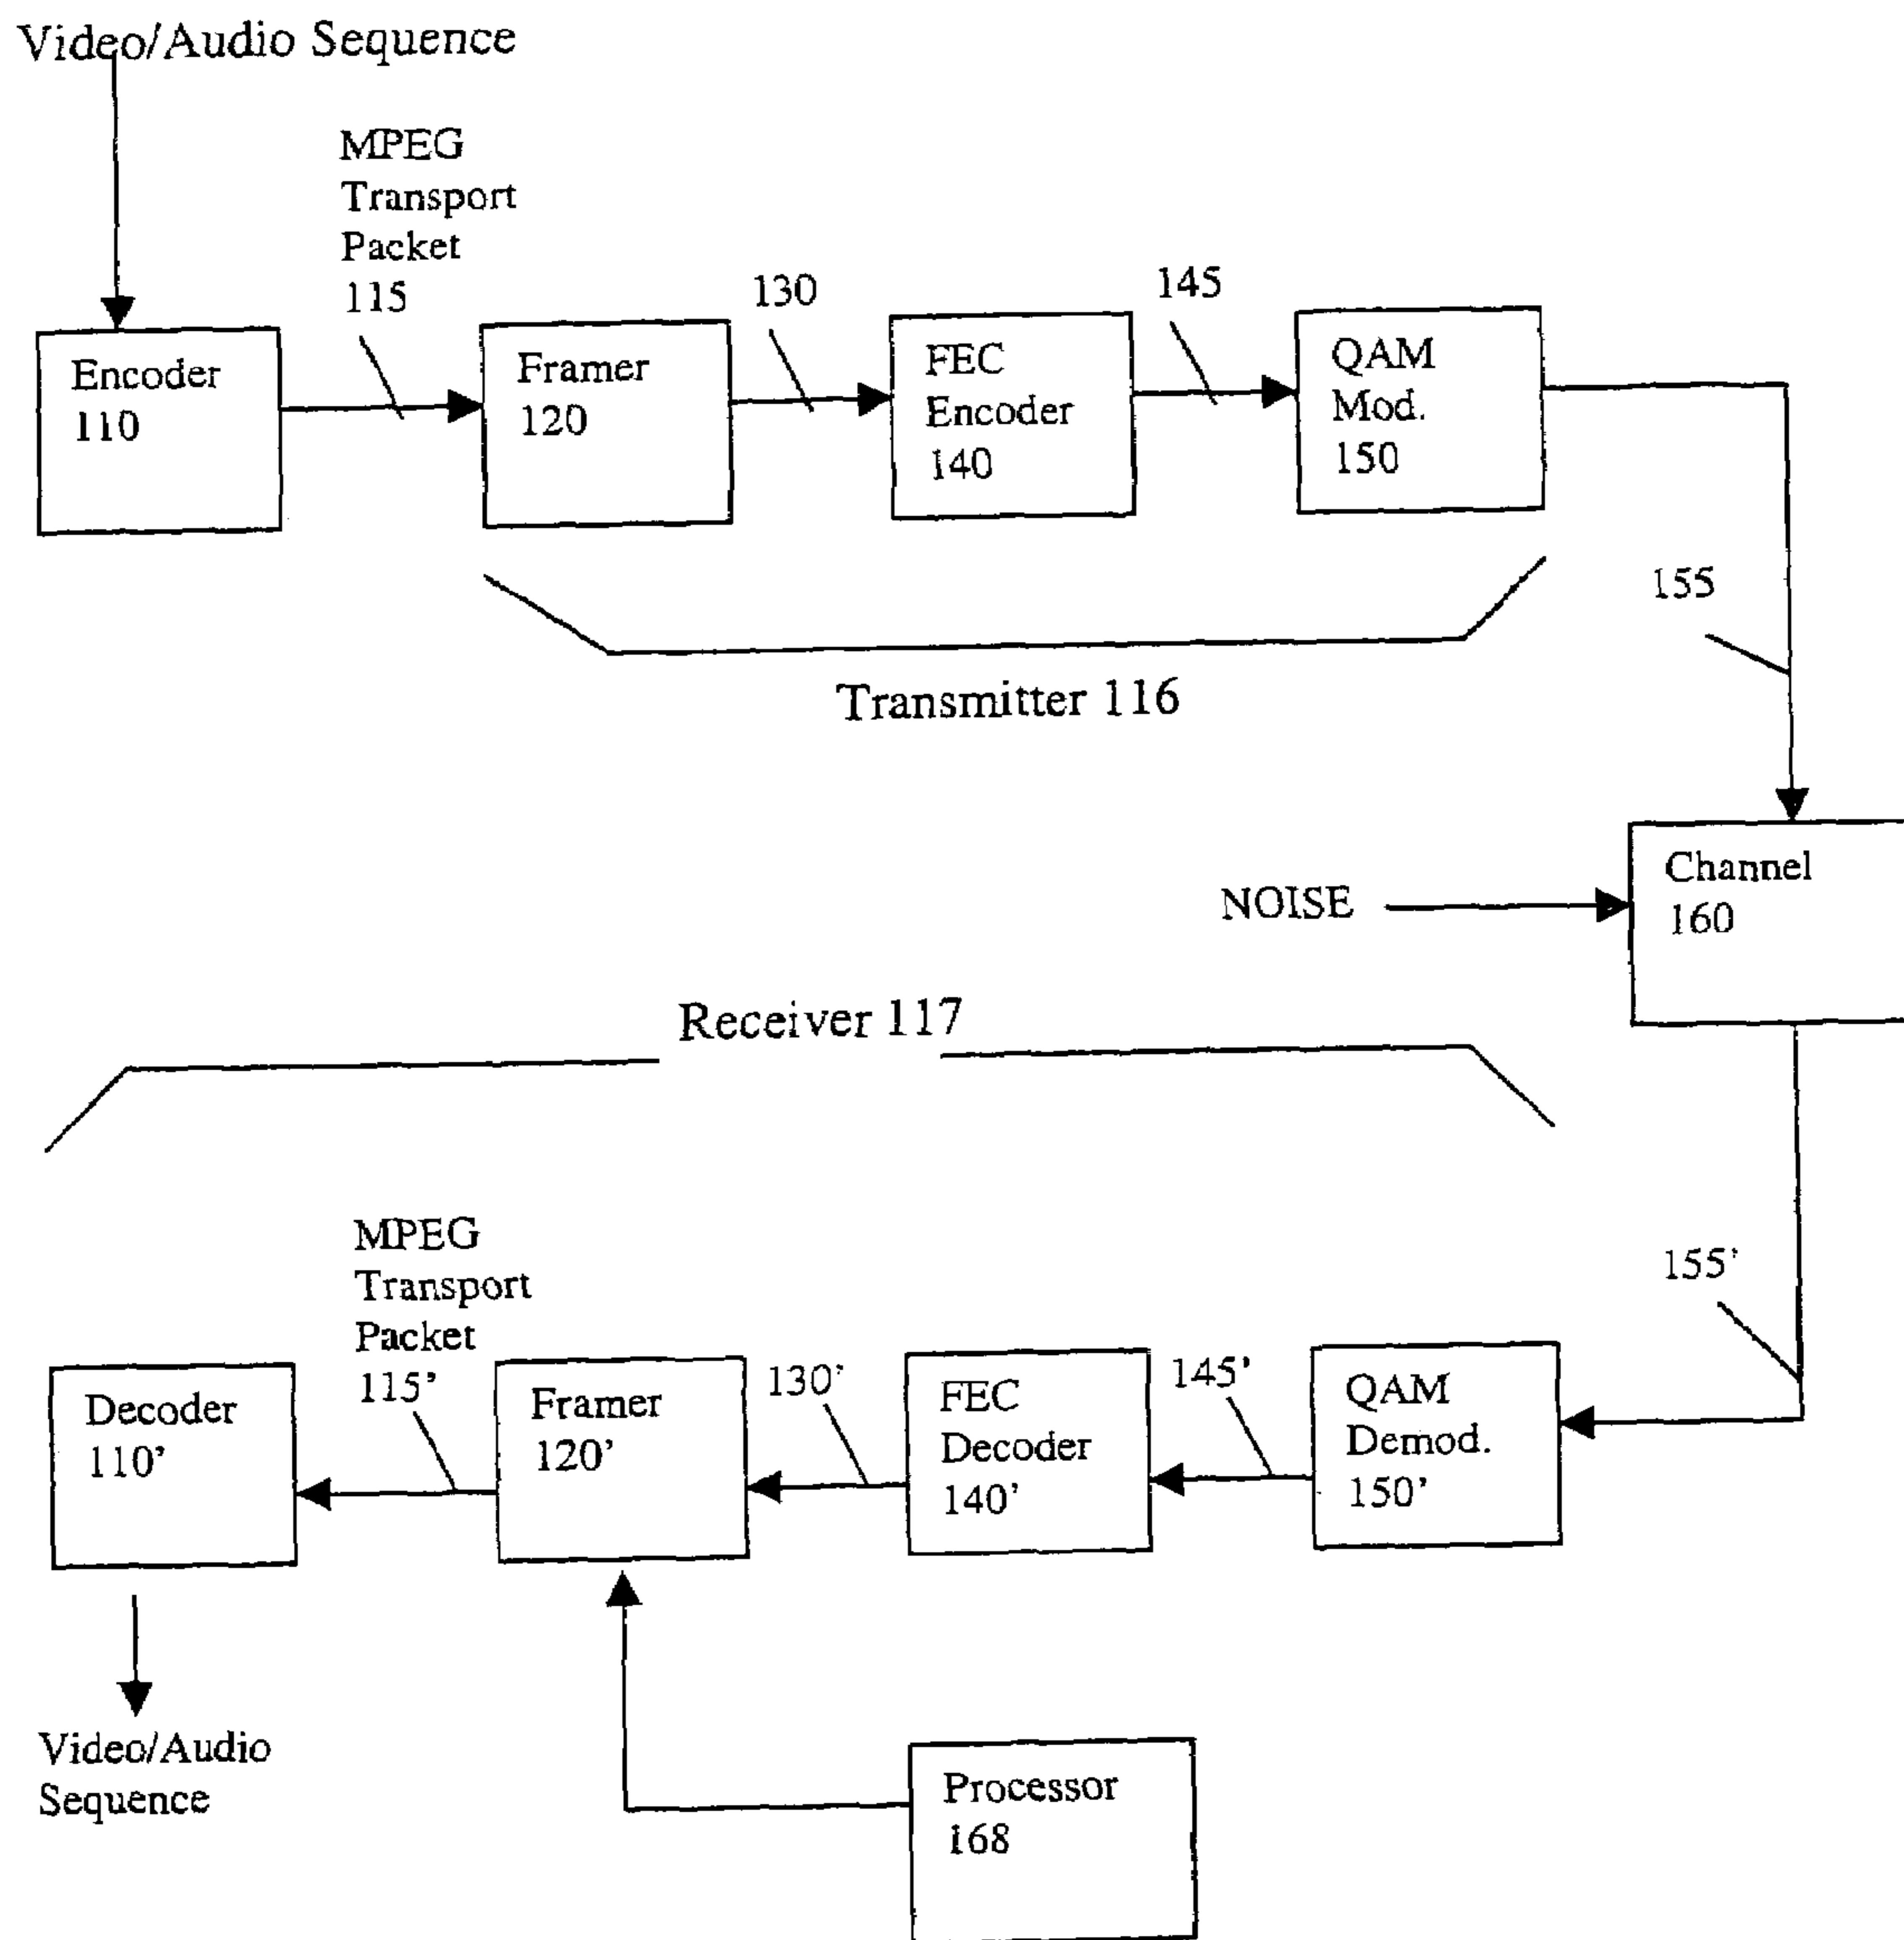 Video/Audio Sequence
MPEG
Transport
Packet
115
130
145
Encoder
110
Framer
120
FEC
Encoder
140
QAM
Mod.
150
155
Transmitter 116
Channel
160
NOISE
Receiver 117
MPEG
Transport
Packet
115'
130'
145'
155'
Decoder
110'
Framer
120'
FEC
Decoder
140'
QAM
Demod.
150'
Video/Audio
Sequence
Processor
168